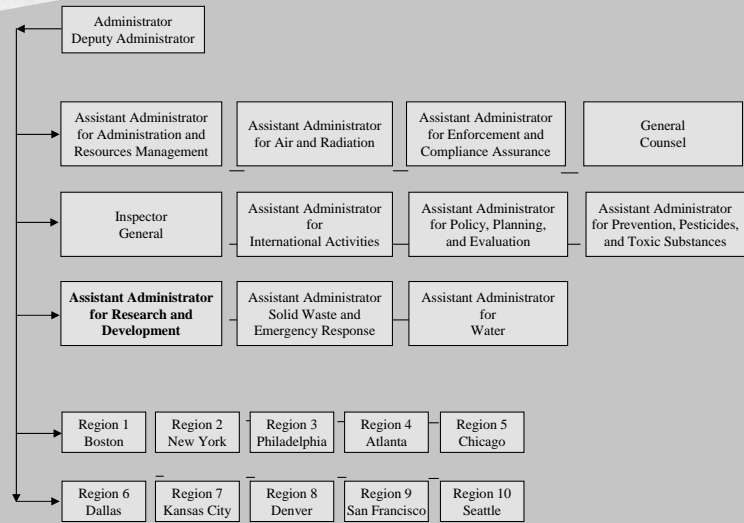 Administrator
Deputy Administrator
Assistant Administrator
for Administration and
Resources Management
Assistant Administrator
for Air and Radiation
Assistant Administrator
for Enforcement and
Compliance Assurance
General
Counsel
Inspector
General
Assistant Administrator
for
International Activities
Assistant Administrator
for Policy, Planning,
and Evaluation
Assistant Administrator
for Prevention, Pesticides,
and Toxic Substances
Assistant Administrator
for Research and
Development
Assistant Administrator
Solid Waste and
Emergency Response
Assistant Administrator
for
Water
Region 1
Boston
Region 2
New York
Region 3
Philadelphia
Region 4
Atlanta
Region 5
Chicago
Region 6
Dallas
Region 7
Kansas City
Region 8
Denver
Region 9
San Francisco
Region 10
Seattle